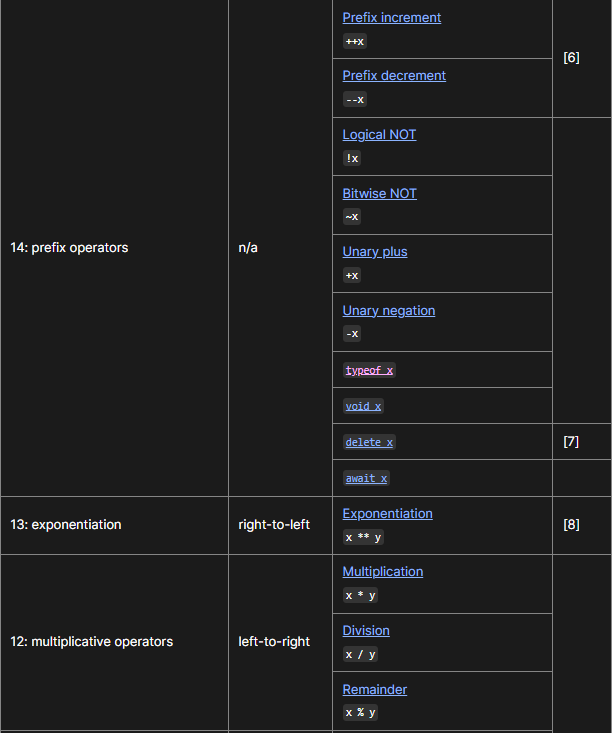 Prefix increment
++x
[6]
Prefix decrement
--x
Logical NOT
!x
Bitwise NOT
~x
14: prefix operators
n/a
Unary plus
+x
Unary negation
-x
typeof x
void x
delete x
[7]
await x
13: exponentiation
right-to-left
Exponentiation
x ** y
[8]
12: multiplicative operators
left-to-right
Multiplication
x * y
Division
x / y
Remainder
x % y